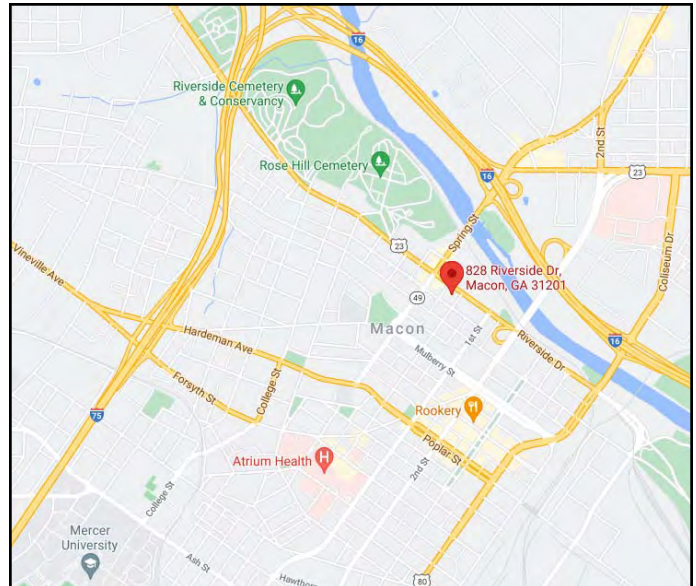 16
Riverside Cemetery
& Conservancy
2nd St
Rose Hill Cemetery
16
23
Spring St
23
Coliseum Dr
Vineville Ave
828 Riverside Dr,
Macon, GA 31201
49
Macon
1st St
Hardeman Ave
Mulberry St
Riverside Dr
16
Forsyth St
College St
75
Rookery
Poplar St
Atrium Health
H
2nd St
College St
Mercer
University
Ash St
Hawthor
80